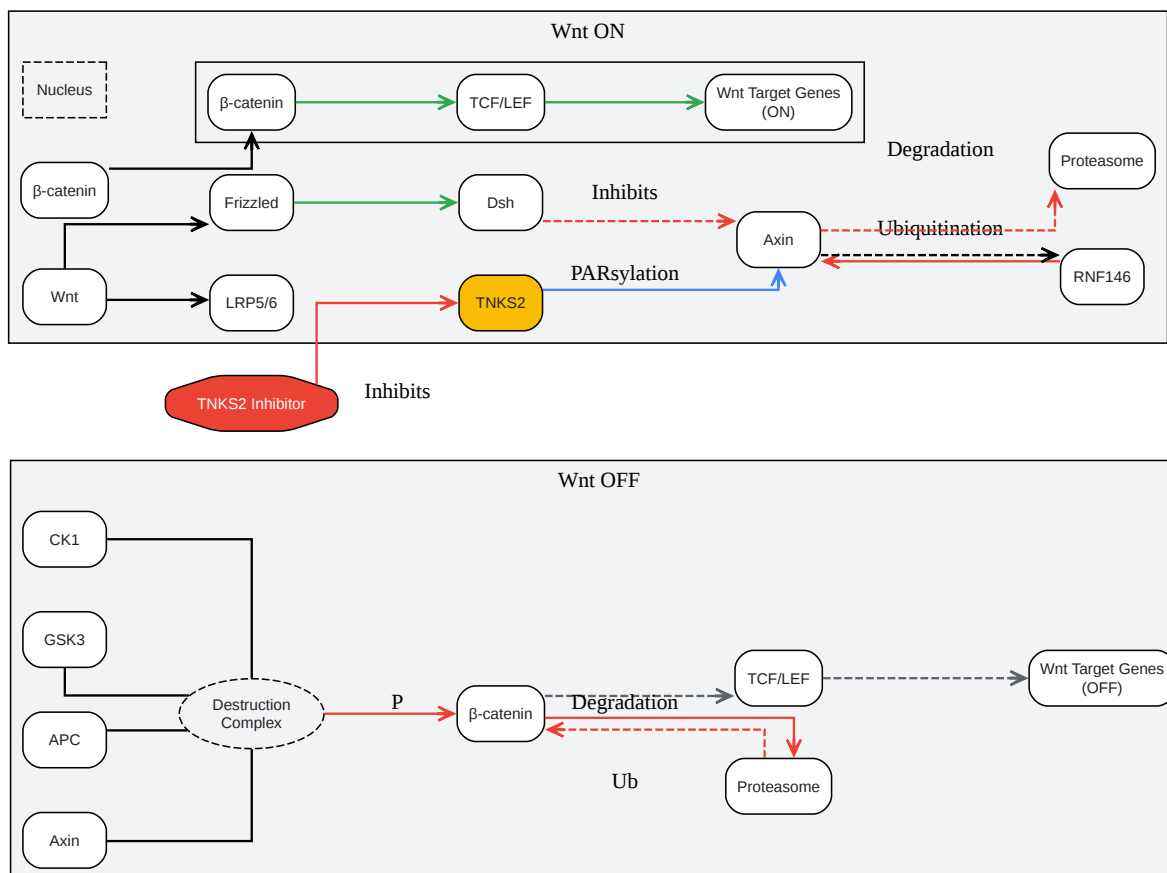 Wnt ON
Nucleus
β-catenin
TCF/LEF
Wnt Target Genes
(ON)
Degradation
Proteasome
β-catenin
Frizzled
Dsh
Inhibits
Axin
Ubiquitination
RNF146
Wnt
LRP5/6
TNKS2
PARsylation
TNKS2 Inhibitor
Inhibits
Wnt OFF
CK1
GSK3
APC
Axin
Destruction
Complex
P
β-catenin
Degradation
TCF/LEF
Wnt Target Genes
(OFF)
Ub
Proteasome